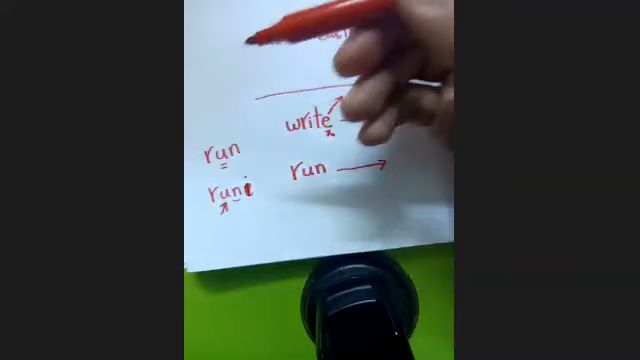 write
run
run →
runi